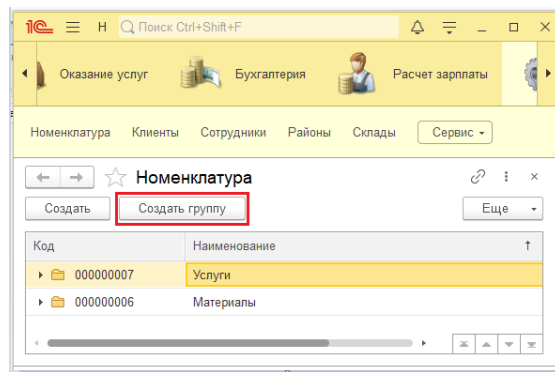 1С Н Поиск Ctrl+Shift+F
Оказание услуг Бухгалтерия Расчет зарплаты
Номенклатура Клиенты Сотрудники Районы Склады Сервис
Номенклатура
Создать Создать группу Еще
Код Наименование
000000007 Услуги
000000006 Материалы